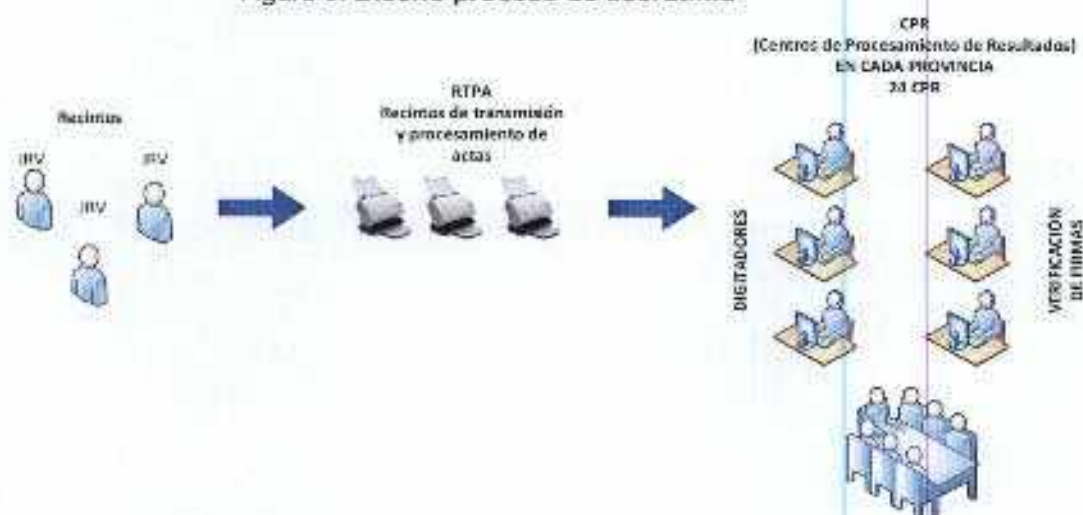 CPR
(Centros de Procesamiento de Resultados)
EN CADA PROVINCIA
24 CPR
RTPA
Recintos de transmisión
y procesamiento de
actas
Recintos
JRV
JRV
JRV
DIGITADORES
VERIFICACIÓN
DE FIRMAS